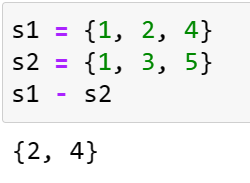 s1 = {1, 2, 4}
s2 = {1, 3, 5}
s1 - s2
{2, 4}